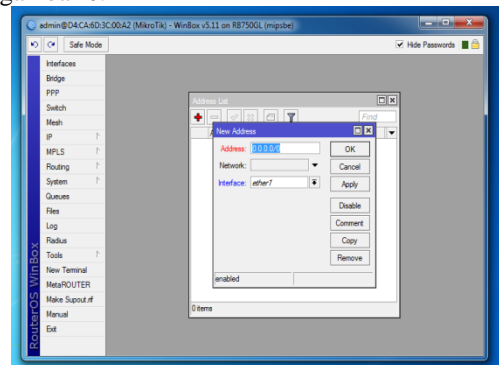 admin@D4:CA:6D:3C:00:A2 (MikroTik) - WinBox v5.11 on RB750GL (mipsbe)
Safe Mode
Hide Passwords
Interfaces
Bridge
PPP
Switch
Mesh
IP
MPLS
Routing
System
Queues
Files
Log
Radius
Tools
New Terminal
MetaROUTER
Make Supout.rif
Manual
Exit
RouterOS WinBox
Address List
Find
New Address
Address: 0.0.0.0/0
Network:
Interface: ether1
OK
Cancel
Apply
Disable
Comment
Copy
Remove
enabled
0 items